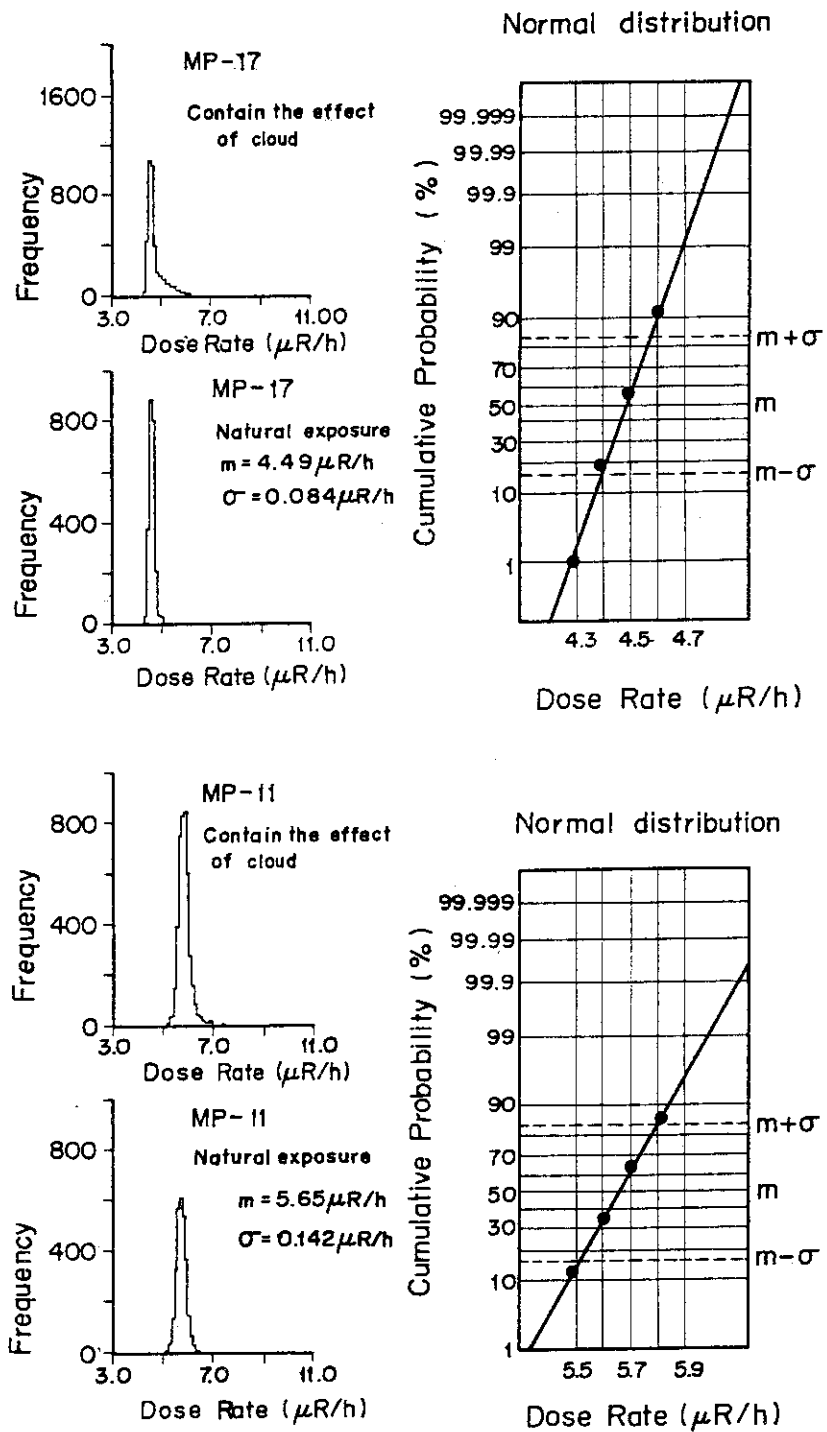 MP-17
Contain the effect
of cloud
Frequency
1600
800
0
3.0 7.0 11.00
Dose Rate (μR/h)
MP-17
Natural exposure
m=4.49μR/h
σ=0.084μR/h
Frequency
800
400
0
3.0 7.0 11.0
Dose Rate (μR/h)
Normal distribution
Cumulative Probability (%)
99.999
99.99
99.9
99
90
70
50
30
10
1
m+σ
m
m-σ
4.3 4.5 4.7
Dose Rate (μR/h)
MP-11
Contain the effect
of cloud
Frequency
800
400
0
3.0 7.0 11.0
Dose Rate (μR/h)
MP-11
Natural exposure
m=5.65μR/h
σ=0.142μR/h
Frequency
800
400
0
3.0 7.0 11.0
Dose Rate (μR/h)
Normal distribution
Cumulative Probability (%)
99.999
99.99
99.9
99
90
70
50
30
10
1
m+σ
m
m-σ
5.5 5.7 5.9
Dose Rate (μR/h)